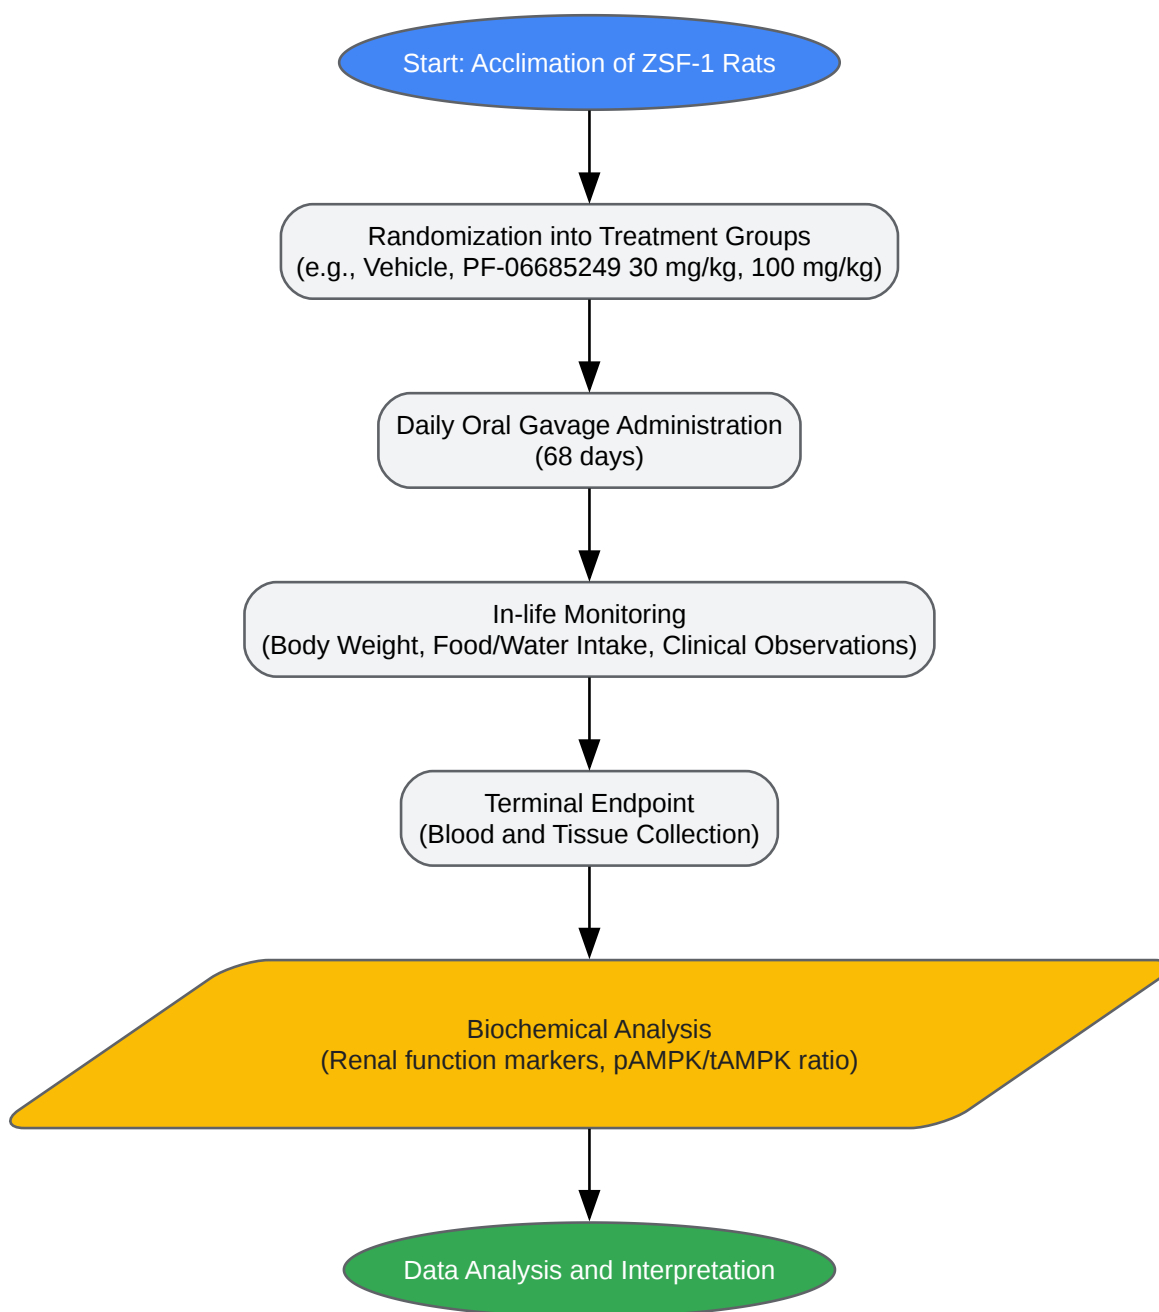 Start: Acclimation of ZSF-1 Rats
Randomization into Treatment Groups
(e.g., Vehicle, PF-06685249 30 mg/kg, 100 mg/kg)
Daily Oral Gavage Administration
(68 days)
In-life Monitoring
(Body Weight, Food/Water Intake, Clinical Observations)
Terminal Endpoint
(Blood and Tissue Collection)
Biochemical Analysis
(Renal function markers, pAMPK/tAMPK ratio)
Data Analysis and Interpretation